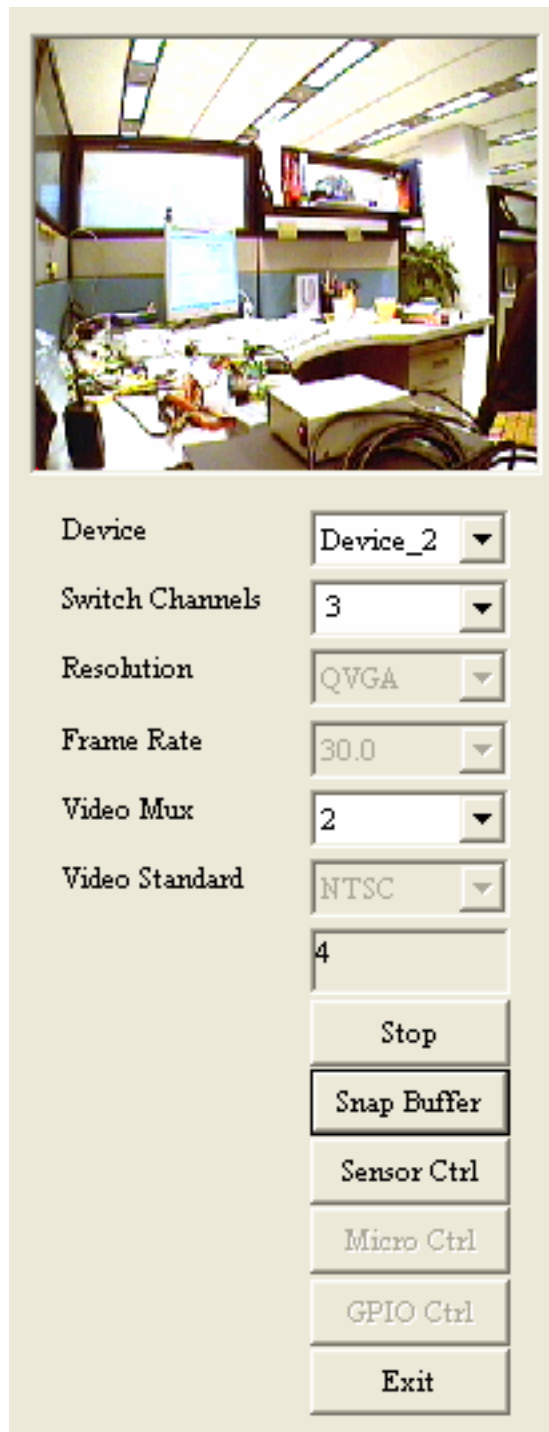 Device Device_2
Switch Channels 3
Resolution QVGA
Frame Rate 30.0
Video Mux 2
Video Standard NTSC
4
Stop
Snap Buffer
Sensor Ctrl
Micro Ctrl
GPIO Ctrl
Exit